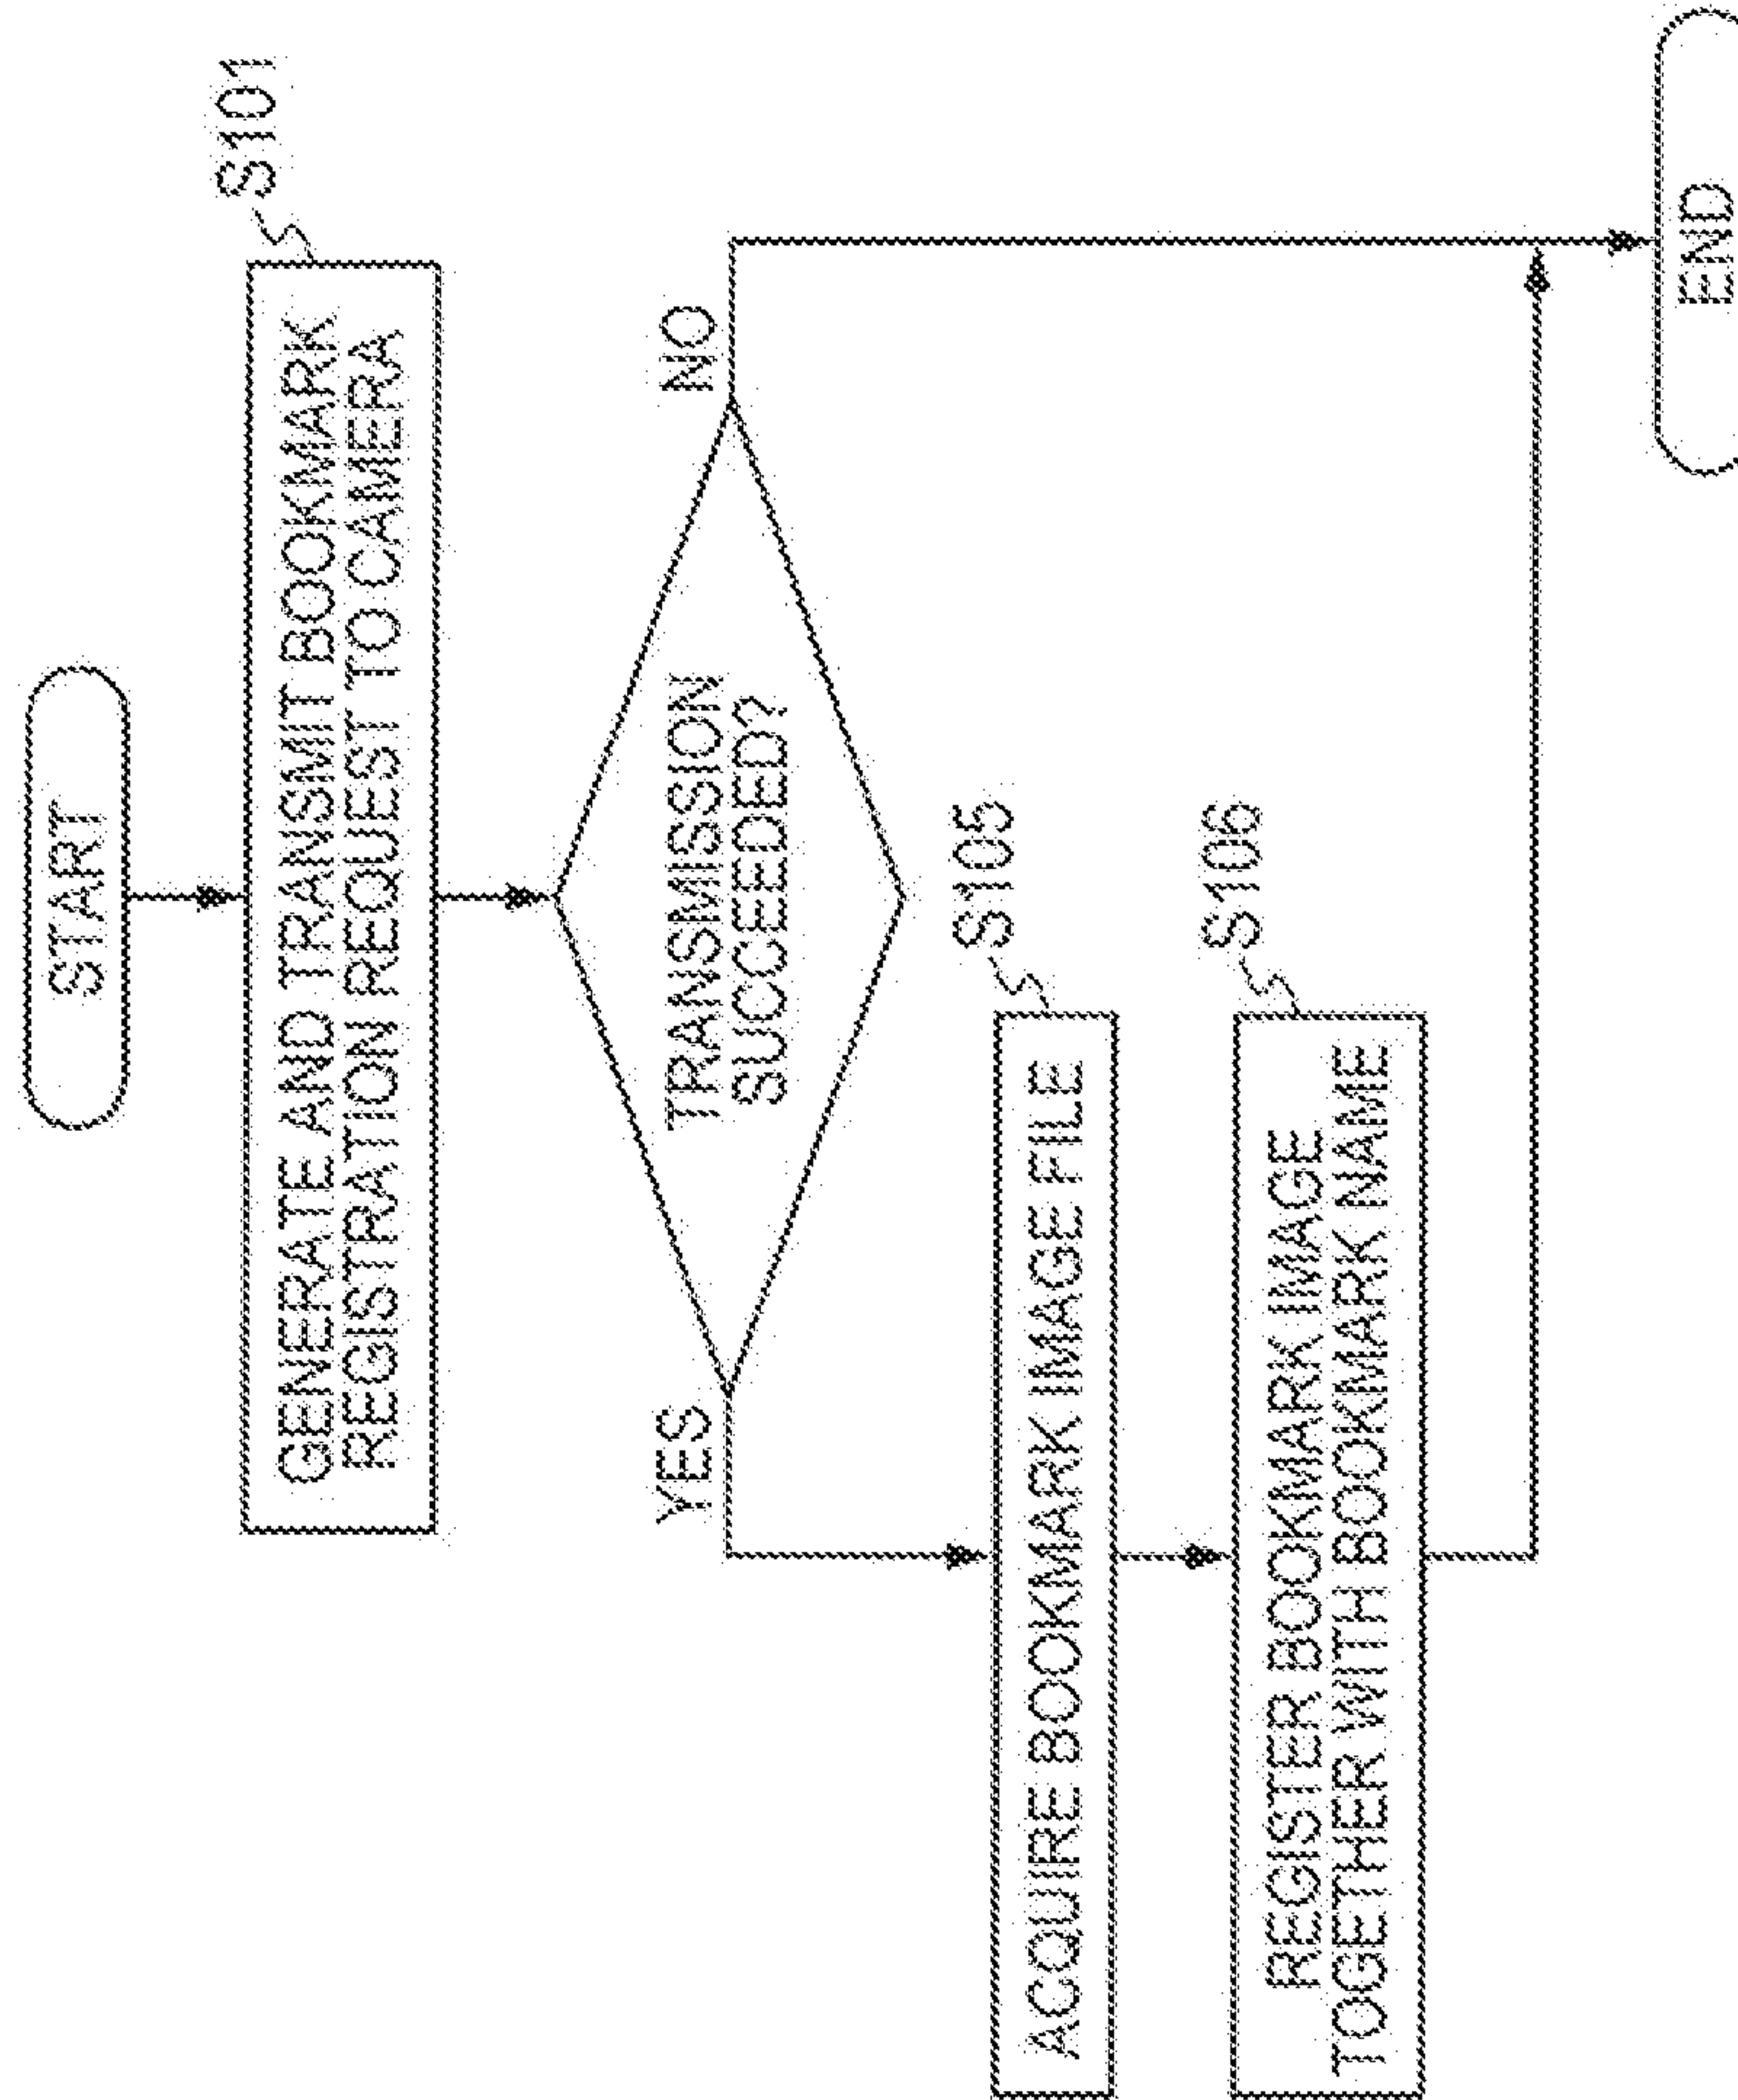 START
S101
GENERATE AND TRANSMIT BOOKMARK
REGISTRATION REQUEST TO CAMERA
TRANSMISSION
SUCCEEDED?
YES
NO
S105
ACQUIRE BOOKMARK IMAGE FILE
S106
REGISTER BOOKMARK IMAGE
TOGETHER WITH BOOKMARK NAME
END